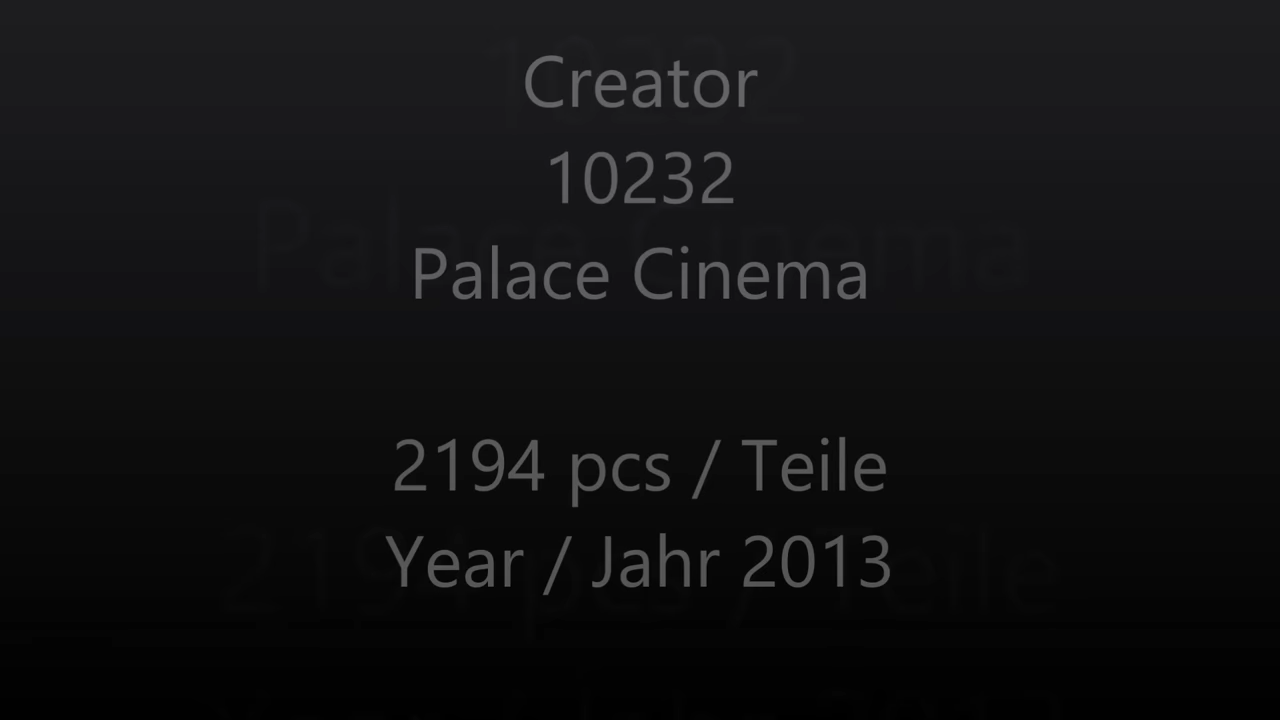 Creator
10232
Palace Cinema
2194 pcs / Teile
Year / Jahr 2013